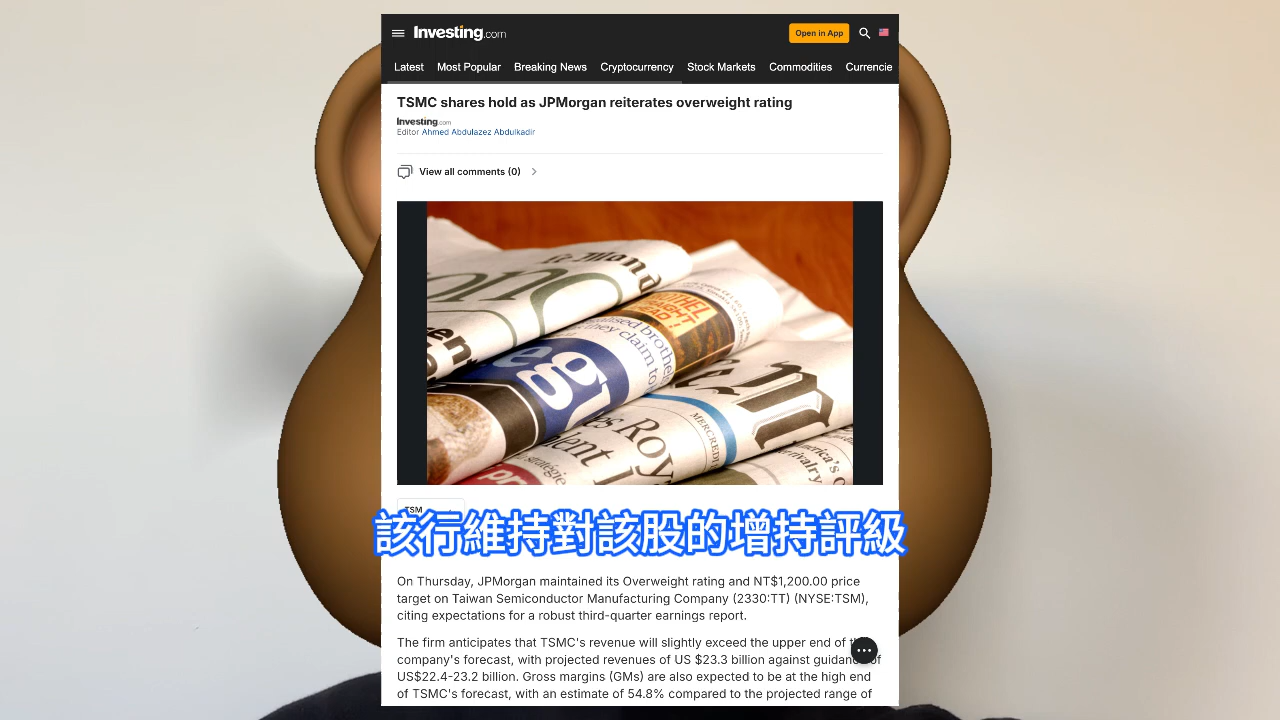 Investing.com
Open in App
Latest Most Popular Breaking News Cryptocurrency Stock Markets Commodities Currencie
TSMC shares hold as JPMorgan reiterates overweight rating
Investing.com
Editor Ahmed Abdulazez Abdulkadir
View all comments (0)
Le Monde
MERCREDI
TSM
該行維持對該股的增持評級
On Thursday, JPMorgan maintained its Overweight rating and NT$1,200.00 price
target on Taiwan Semiconductor Manufacturing Company (2330:TT) (NYSE:TSM),
citing expectations for a robust third-quarter earnings report.
The firm anticipates that TSMC's revenue will slightly exceed the upper end of
company's forecast, with projected revenues of US $23.3 billion against guidance of
US$22.4-23.2 billion. Gross margins (GMs) are also expected to be at the high end
of TSMC's forecast, with an estimate of 54.8% compared to the projected range of